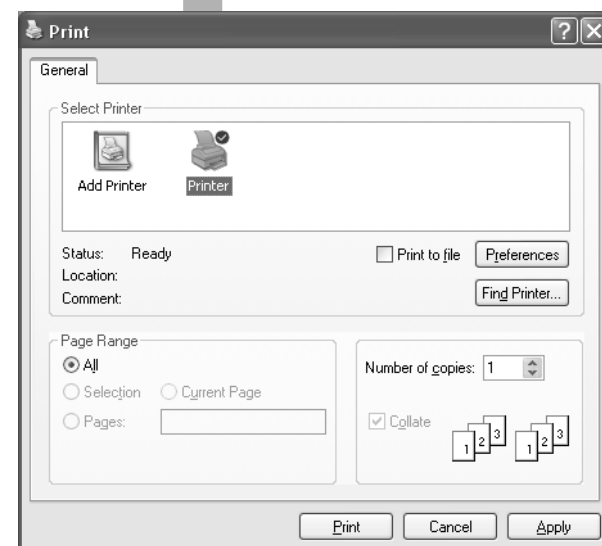 Print
General
Select Printer
Add Printer Printer
Status: Ready Print to file Preferences
Location:
Comment: Find Printer...
Page Range
All
Selection Current Page
Pages:
Number of copies: 1
Collate
1 2 3 1 2 3
Print Cancel Apply